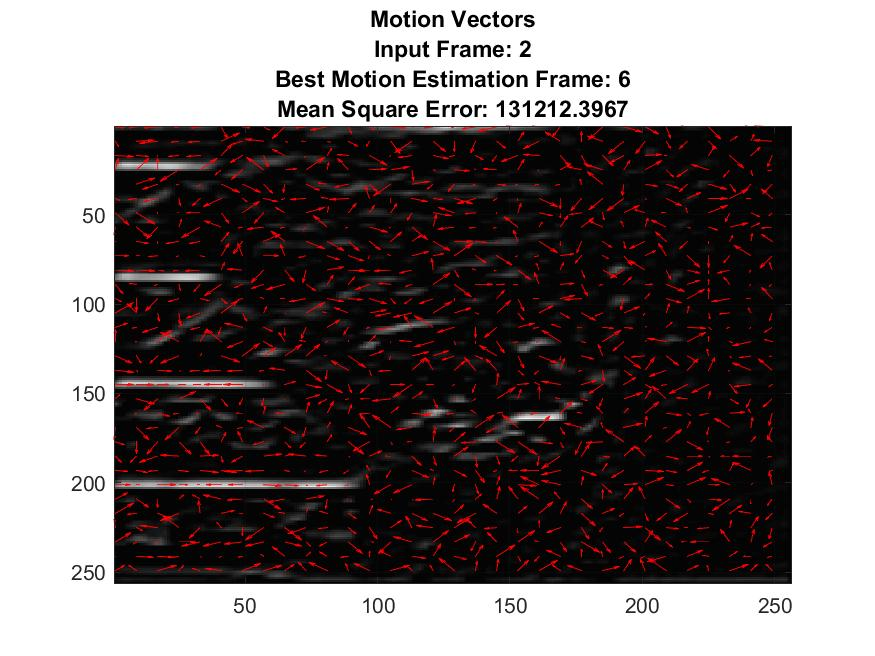 Motion Vectors
Input Frame: 2
Best Motion Estimation Frame: 6
Mean Square Error: 131212.3967
50
100
150
200
250
50 100 150 200 250